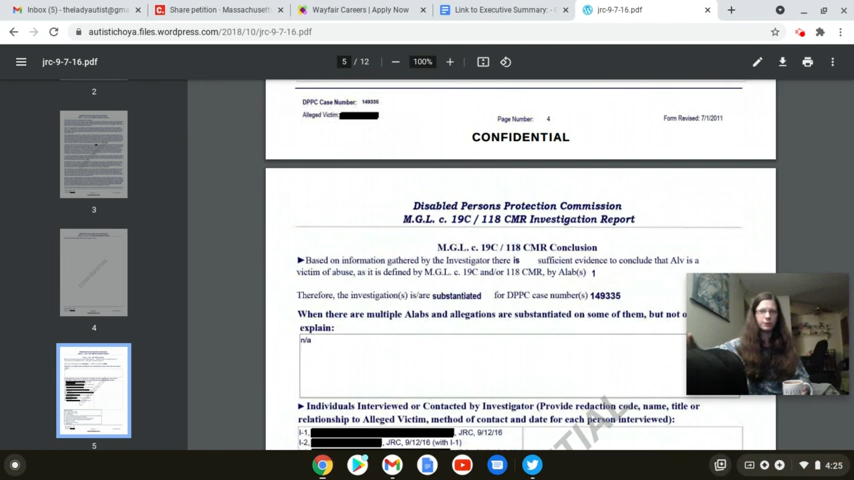 Inbox (5) - theladyautist@gma
Share petition · Massachusett
Wayfair Careers | Apply Now
Link to Executive Summary: - G
jrc-9-7-16.pdf
autistichoya.files.wordpress.com/2018/10/jrc-9-7-16.pdf
jrc-9-7-16.pdf
5 / 12
100%
2
3
4
5
DPPC Case Number: 149335
Alleged Victim:
Page Number: 4
Form Revised: 7/1/2011
CONFIDENTIAL
Disabled Persons Protection Commission
M.G.L. c. 19C / 118 CMR Investigation Report
M.G.L. c. 19C / 118 CMR Conclusion
►Based on information gathered by the Investigator there is sufficient evidence to conclude that Alv is a
victim of abuse, as it is defined by M.G.L. c. 19C and/or 118 CMR, by Alab(s) 1
Therefore, the investigation(s) is/are substantiated for DPPC case number(s) 149335
When there are multiple Alabs and allegations are substantiated on some of them, but not o
explain:
n/a
►Individuals Interviewed or Contacted by Investigator (Provide redaction code, name, title or
relationship to Alleged Victim, method of contact and date for each person interviewed):
I-1, , JRC, 9/12/16
I-2, , JRC, 9/12/16 (with I-1)
4:25